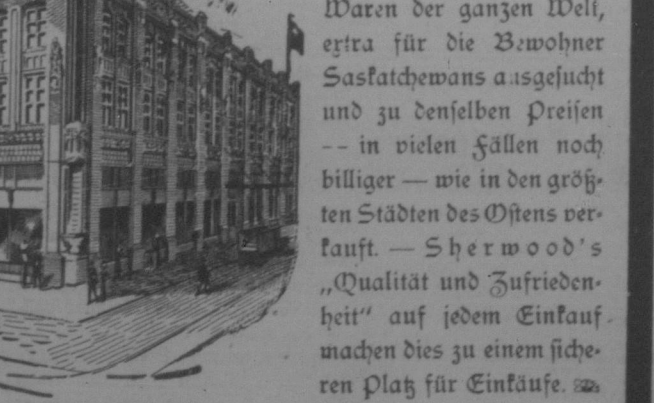 Waren der ganzen Welt,
extra für die Bewohner
Saskatchewans ausgesucht
und zu denselben Preisen
-- in vielen Fällen noch
billiger — wie in den größ-
ten Städten des Ostens ver-
kauft. — Sherwood's
„Qualität und Zufrieden-
heit" auf jedem Einkauf
machen dies zu einem siche-
ren Platz für Einkäufe.